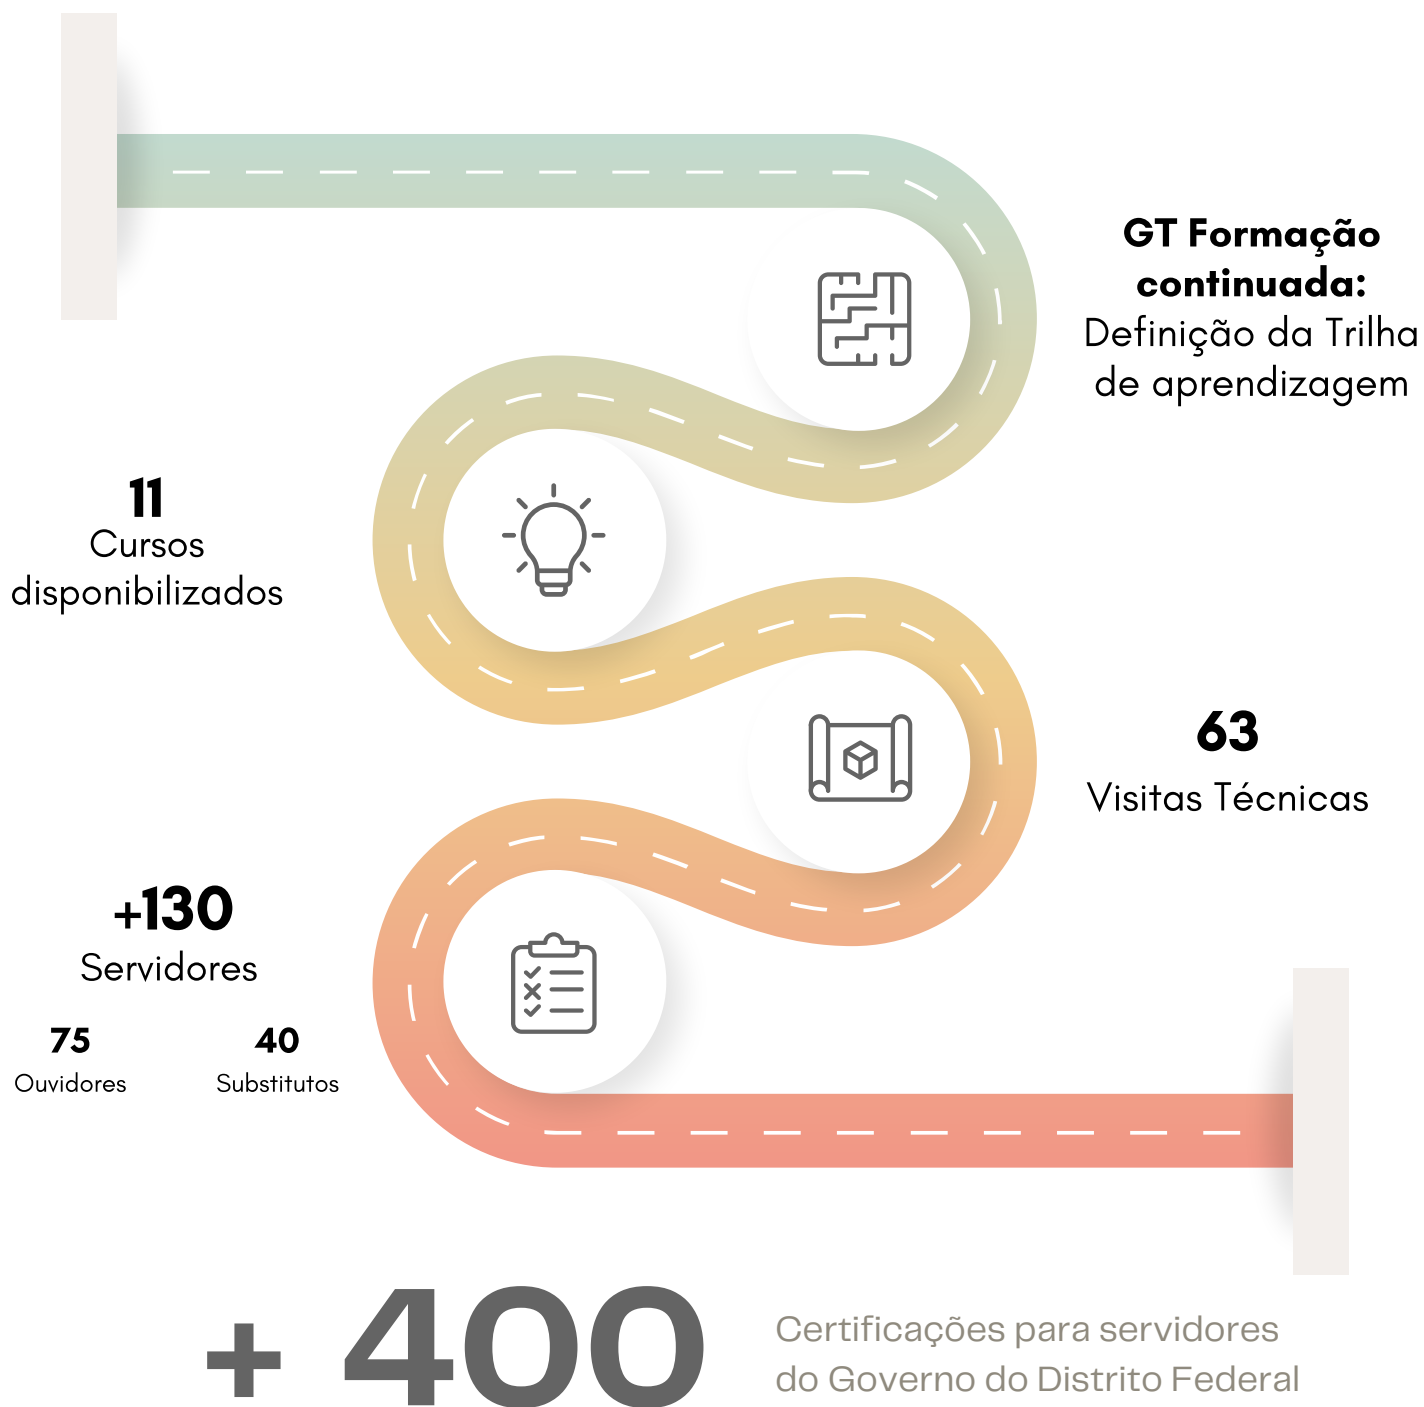 GT Formação
continuada:
Definição da Trilha
de aprendizagem
11
Cursos
disponibilizados
63
Visitas Técnicas
+130
Servidores
75
Ouvidores
40
Substitutos
+ 400
Certificações para servidores
do Governo do Distrito Federal